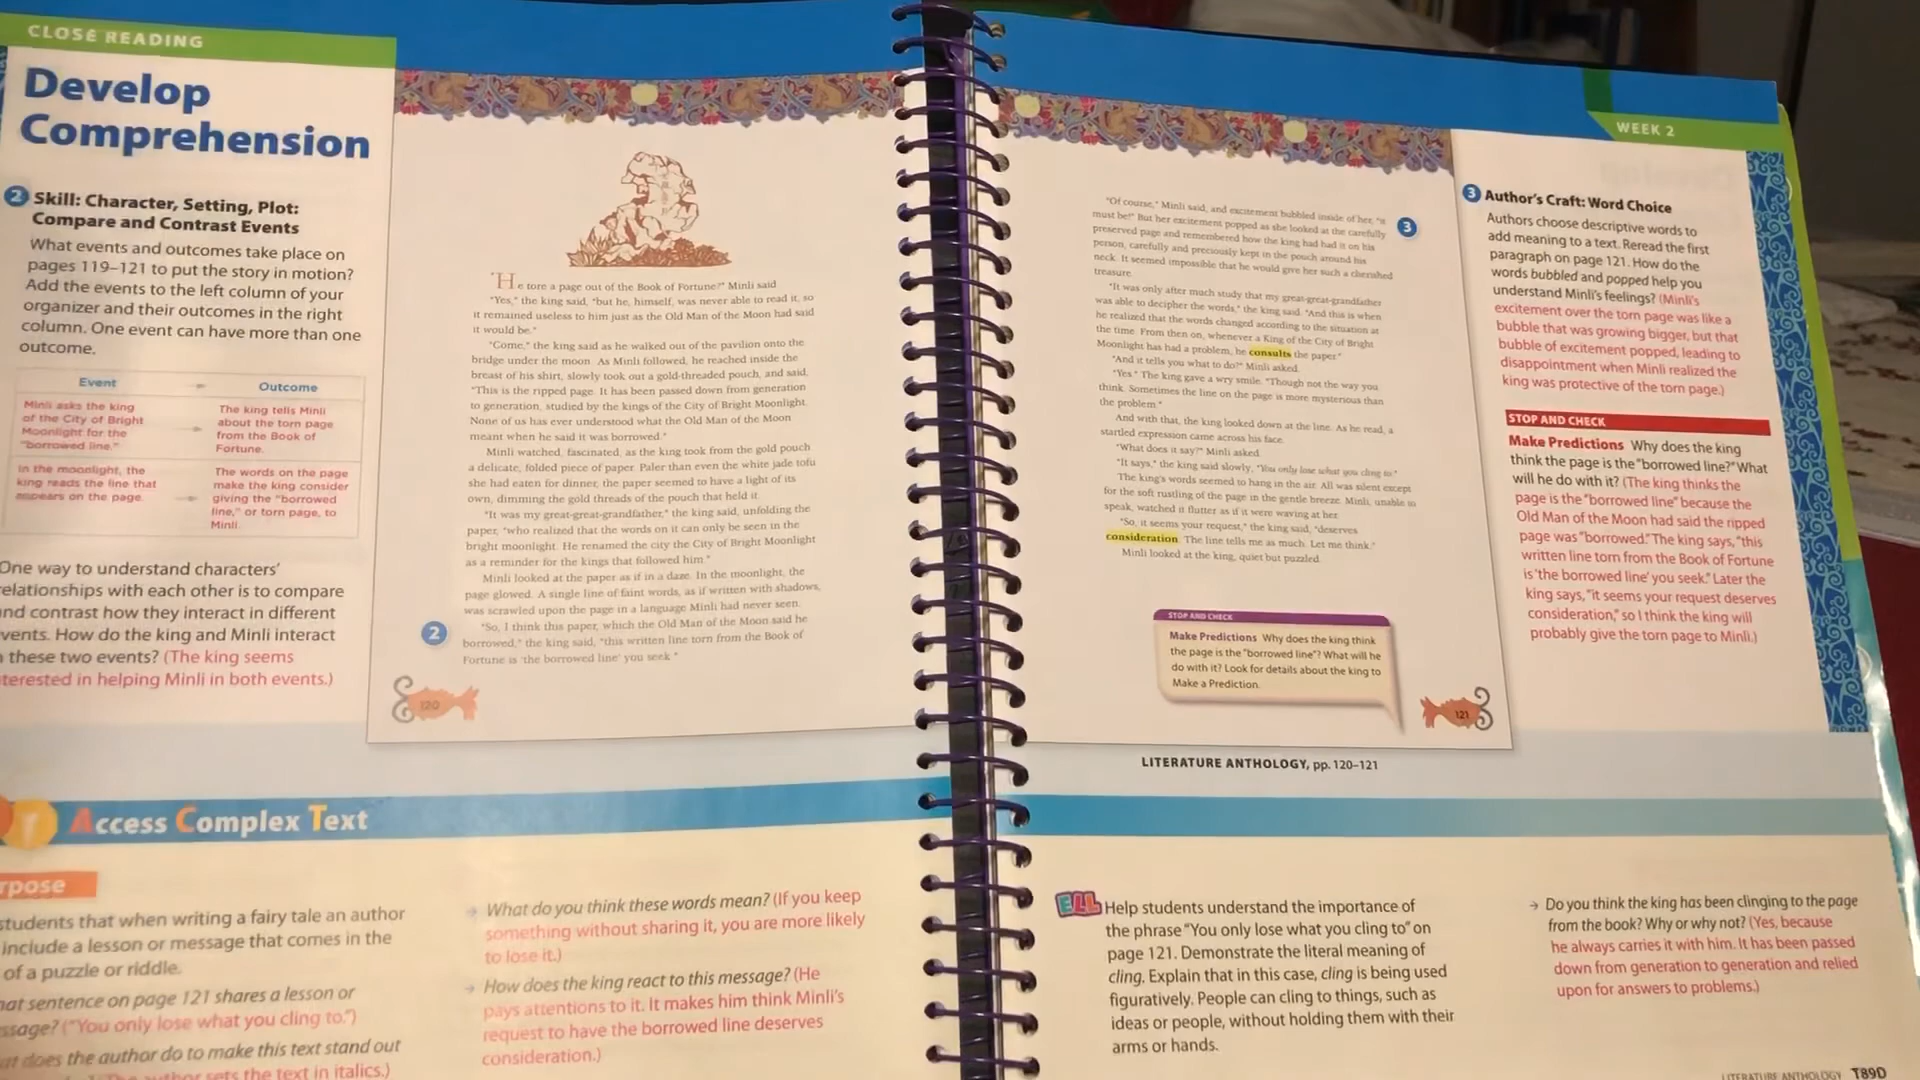 CLOSE READING
Develop
Comprehension
2 Skill: Character, Setting, Plot:
Compare and Contrast Events
What events and outcomes take place on
pages 119–121 to put the story in motion?
Add the events to the left column of your
organizer and their outcomes in the right
column. One event can have more than one
outcome.
Event
Outcome
Minli asks the king
of the City of Bright
Moonlight for the
"borrowed line."
The king tells Minli
about the torn page
from the Book of
Fortune.
In the moonlight, the
king reads the line that
appears on the page.
The words on the page
make the king consider
giving the "borrowed
line," or torn page, to
Minli.
One way to understand characters'
relationships with each other is to compare
and contrast how they interact in different
events. How do the king and Minli interact
these two events? (The king seems
terested in helping Minli in both events.)
"He tore a page out of the Book of Fortune?" Minli said
"Yes," the king said, "but he, himself, was never able to read it, so
it remained useless to him just as the Old Man of the Moon had said
it would be."
"Come," the king said as he walked out of the pavilion onto the
bridge under the moon. As Minli followed, he reached inside the
breast of his shirt, slowly took out a gold-threaded pouch, and said,
"This is the ripped page. It has been passed down from generation
to generation, studied by the kings of the City of Bright Moonlight.
None of us has ever understood what the Old Man of the Moon
meant when he said it was borrowed."
Minli watched, fascinated, as the king took from the gold pouch
a delicate, folded piece of paper. Paler than even the white jade tofu
she had eaten for dinner, the paper seemed to have a light of its
own, dimming the gold threads of the pouch that held it.
"It was my great-great-grandfather," the king said, unfolding the
paper, "who realized that the words on it can only be seen in the
bright moonlight. He renamed the city the City of Bright Moonlight
as a reminder for the kings that followed him."
Minli looked at the paper as if in a daze. In the moonlight, the
page glowed. A single line of faint words, as if written with shadows,
was scrawled upon the page in a language Minli had never seen.
2
"So, I think this paper, which the Old Man of the Moon said he
borrowed," the king said, "this written line torn from the Book of
Fortune is 'the borrowed line' you seek."
120
"Of course," Minli said, and excitement bubbled inside of her, "it
must be!" But her excitement popped as she looked at the carefully
preserved page and remembered how the king had had it on his
person, carefully and preciously kept in the pouch around his
neck. It seemed impossible that he would give her such a cherished
treasure.
3
"It was only after much study that my great-great-grandfather
was able to decipher the words," the king said. "And this is when
he realized that the words changed according to the situation at
the time. From then on, whenever a King of the City of Bright
Moonlight has had a problem, he consults the paper."
"And it tells you what to do?" Minli asked.
"Yes." The king gave a wry smile. "Though not the way you
think. Sometimes the line on the page is more mysterious than
the problem."
And with that, the king looked down at the line. As he read, a
startled expression came across his face.
"What does it say?" Minli asked.
"It says," the king said slowly, "You only lose what you cling to."
The king's words seemed to hang in the air. All was silent except
for the soft rustling of the page in the gentle breeze. Minli, unable to
speak, watched it flutter as if it were waving at her.
"So, it seems your request," the king said, "deserves
consideration. The line tells me as much. Let me think."
Minli looked at the king, quiet but puzzled.
STOP AND CHECK
Make Predictions Why does the king think
the page is the "borrowed line"? What will he
do with it? Look for details about the king to
Make a Prediction.
121
LITERATURE ANTHOLOGY, pp. 120–121
WEEK 2
3 Author's Craft: Word Choice
Authors choose descriptive words to
add meaning to a text. Reread the first
paragraph on page 121. How do the
words bubbled and popped help you
understand Minli's feelings? (Minli's
excitement over the torn page was like a
bubble that was growing bigger, but that
bubble of excitement popped, leading to
disappointment when Minli realized the
king was protective of the torn page.)
STOP AND CHECK
Make Predictions Why does the king
think the page is the "borrowed line?" What
will he do with it? (The king thinks the
page is the "borrowed line" because the
Old Man of the Moon had said the ripped
page was "borrowed." The king says, "this
written line torn from the Book of Fortune
is 'the borrowed line' you seek." Later the
king says, "it seems your request deserves
consideration," so I think the king will
probably give the torn page to Minli.)
Access Complex Text
rpose
students that when writing a fairy tale an author
include a lesson or message that comes in the
of a puzzle or riddle.
hat sentence on page 121 shares a lesson or
ssage? ("You only lose what you cling to.")
at does the author do to make this text stand out
author sets the text in italics.)
→ What do you think these words mean? (If you keep
something without sharing it, you are more likely
to lose it.)
→ How does the king react to this message? (He
pays attentions to it. It makes him think Minli's
request to have the borrowed line deserves
consideration.)
ELL Help students understand the importance of
the phrase "You only lose what you cling to" on
page 121. Demonstrate the literal meaning of
cling. Explain that in this case, cling is being used
figuratively. People can cling to things, such as
ideas or people, without holding them with their
arms or hands.
→ Do you think the king has been clinging to the page
from the book? Why or why not? (Yes, because
he always carries it with him. It has been passed
down from generation to generation and relied
upon for answers to problems.)
LITERATURE ANTHOLOGY T89D